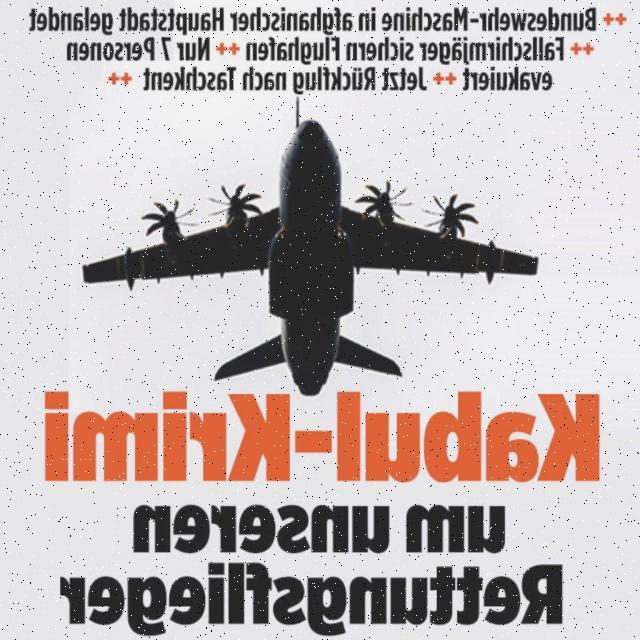 ++ Bundeswehr-Maschine in afghanischer Hauptstadt gelandet
++ Fallschirmjäger sichern Flughafen ++ Nur 7 Personen
evakuiert ++ Jetzt Rückflug nach Taschkent ++
Kabul-Krimi
um unseren
Rettungsflieger